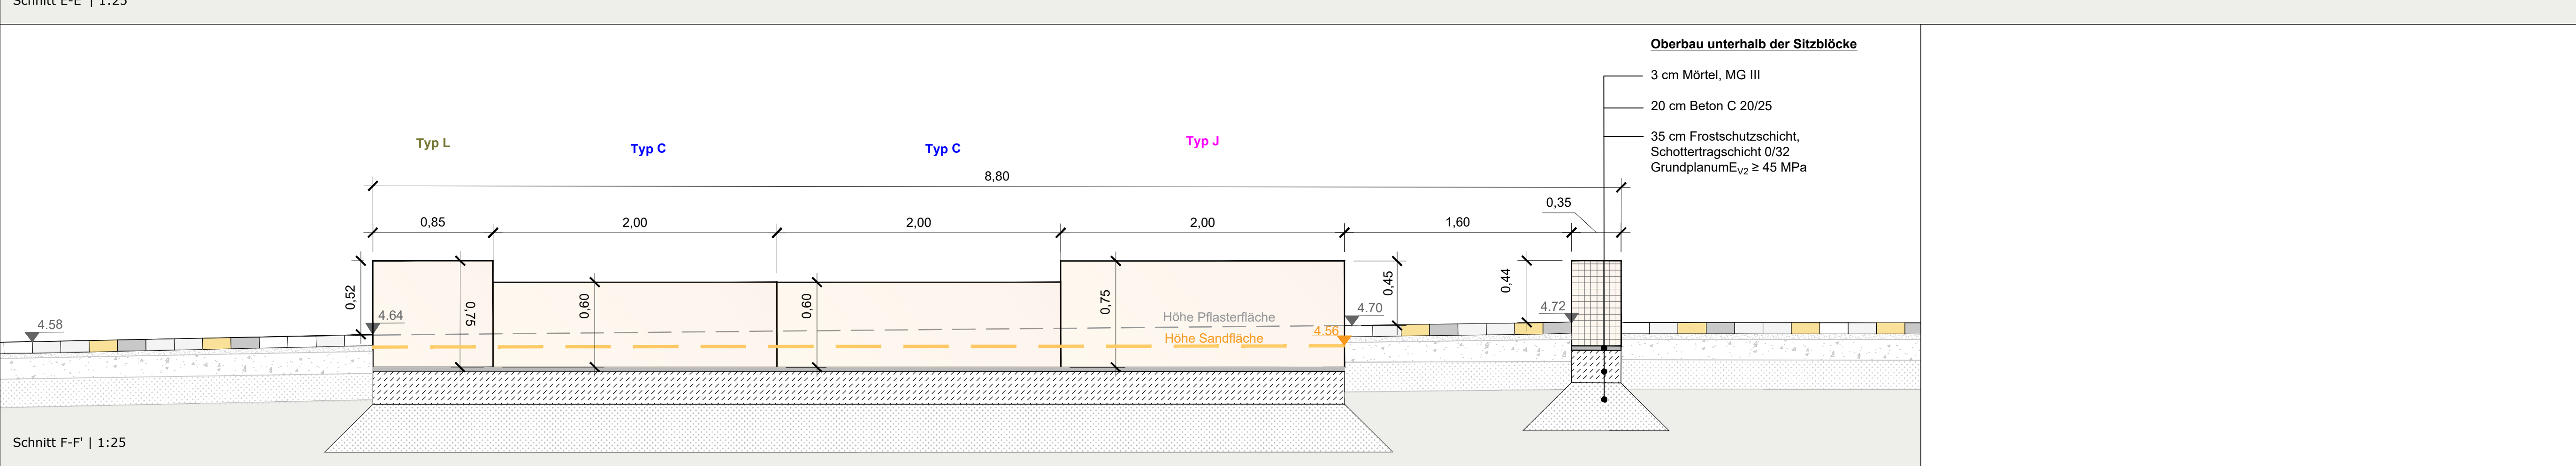 Schnitt E-E' | 1:25
Oberbau unterhalb der Sitzblöcke
3 cm Mörtel, MG III
20 cm Beton C 20/25
35 cm Frostschutzschicht,
Schottertragschicht 0/32
GrundplanumEV2 ≥ 45 MPa
Typ L
Typ C
Typ C
Typ J
8,80
0,85
2,00
2,00
2,00
1,60
0,35
0,52
0,75
0,60
0,60
0,75
0,45
0,44
4.58
4.64
4.70
4.72
Höhe Pflasterfläche
4.56
Höhe Sandfläche
Schnitt F-F' | 1:25